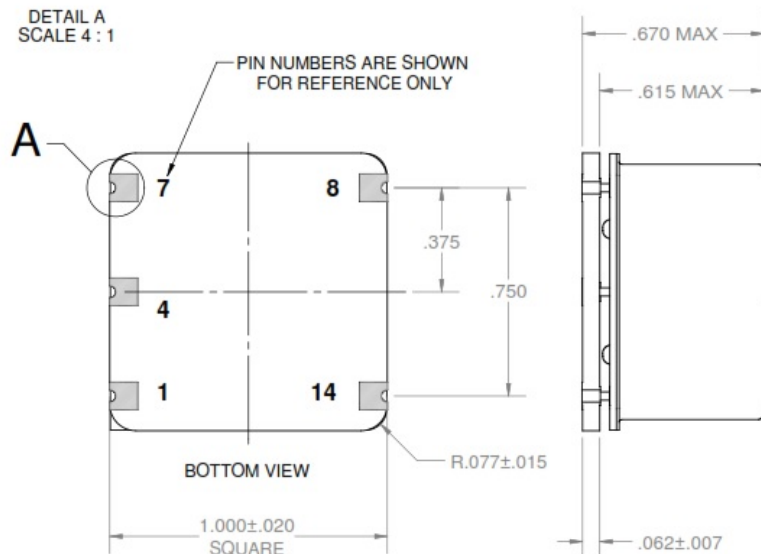 DETAIL A
SCALE 4 : 1
PIN NUMBERS ARE SHOWN
FOR REFERENCE ONLY
.670 MAX
.615 MAX
A
7
8
.375
.750
4
1
14
R.077±.015
BOTTOM VIEW
1.000±.020
SQUARE
.062±.007